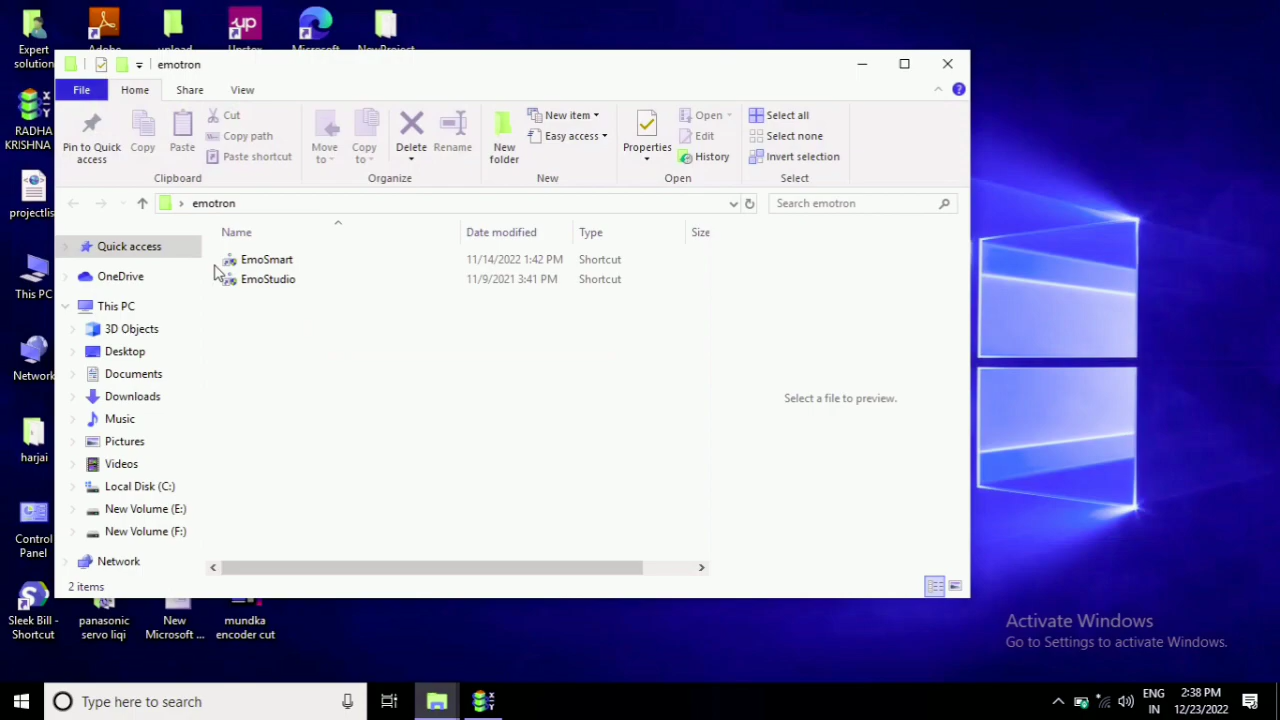 Expert
solution
Adobe
upload
Upstox
Microsoft
NewProject
RADHA
KRISHNA
projectlis
This PC
Network
harjai
Control
Panel
Sleek Bill -
Shortcut
panasonic
servo liqi
New
Microsoft ...
mundka
encoder cut
up
emotron
File
Home
Share
View
Pin to Quick
access
Copy
Paste
Cut
Copy path
Paste shortcut
Clipboard
Move
to
Copy
to
Delete
Rename
Organize
New
folder
New item
Easy access
New
Properties
Open
Edit
History
Open
Select all
Select none
Invert selection
Select
emotron
Search emotron
Name
Date modified
Type
Size
EmoSmart 11/14/2022 1:42 PM Shortcut
EmoStudio 11/9/2021 3:41 PM Shortcut
Quick access
OneDrive
This PC
3D Objects
Desktop
Documents
Downloads
Music
Pictures
Videos
Local Disk (C:)
New Volume (E:)
New Volume (F:)
Network
Select a file to preview.
2 items
Activate Windows
Go to Settings to activate Windows.
Type here to search
ENG
IN
2:38 PM
12/23/2022